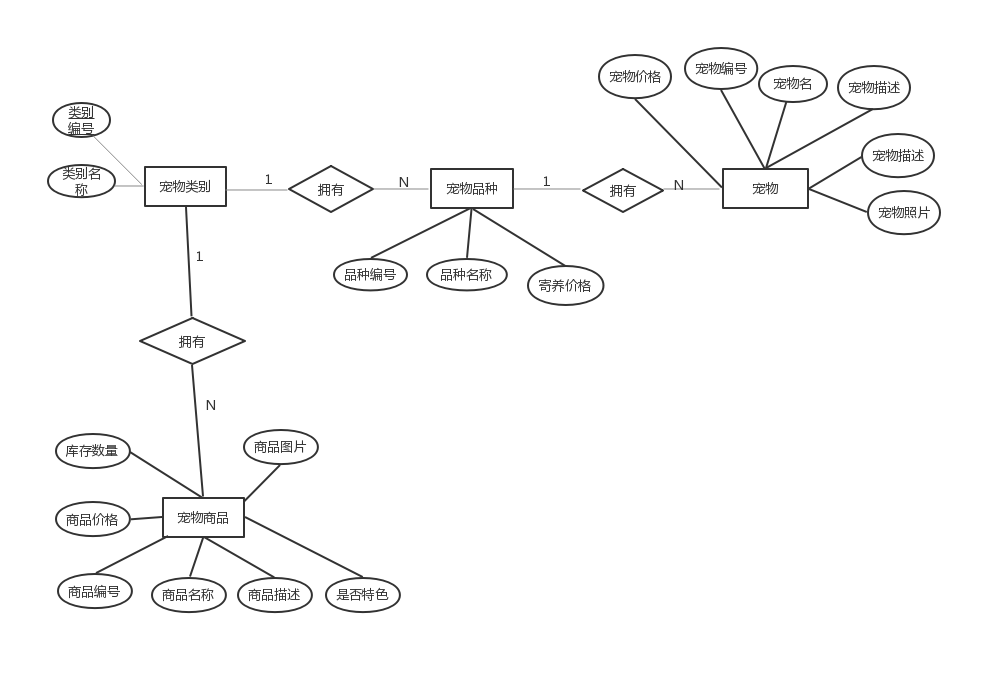 宠物价格
宠物编号
宠物名
宠物描述
类别
编号
宠物描述
类别名
称
宠物类别
1
拥有
N
宠物品种
1
拥有
N
宠物
宠物照片
1
品种编号
品种名称
寄养价格
拥有
N
库存数量
商品图片
商品价格
宠物商品
商品编号
商品名称
商品描述
是否特色